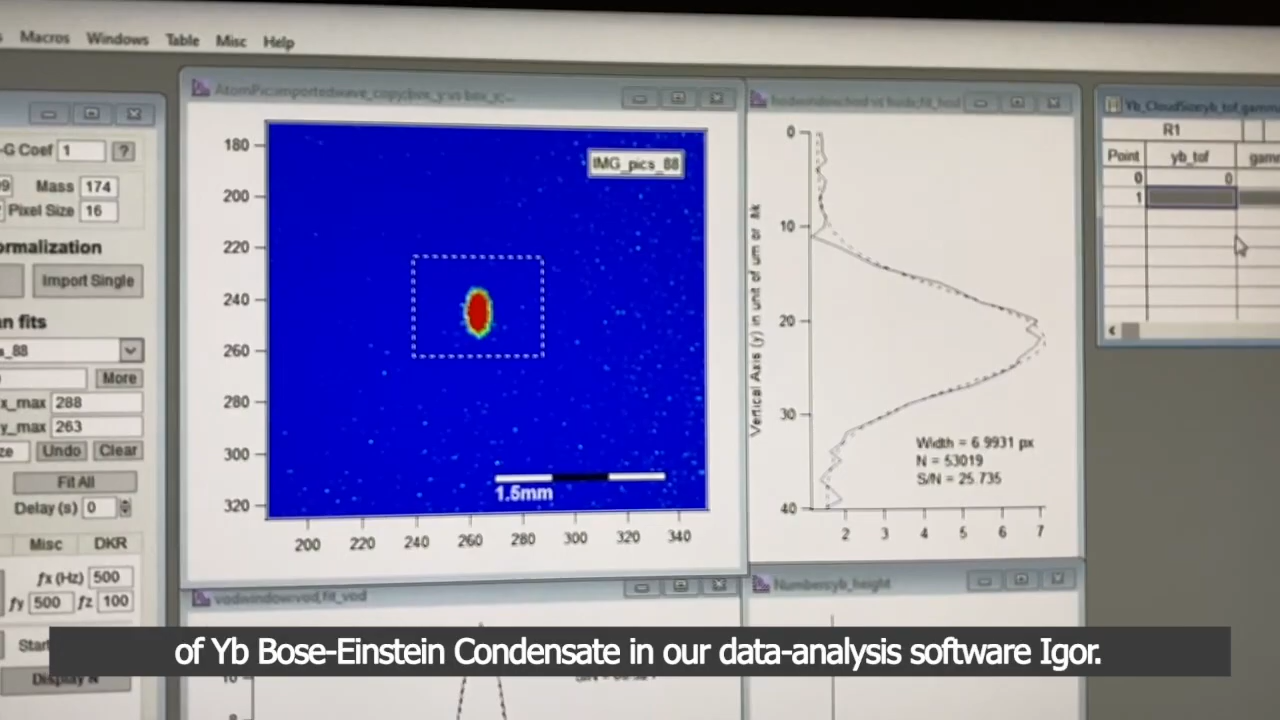 Macros Windows Table Misc Help
-G Coef 1 ?
Mass 174
Pixel Size 16
Import Single
More
x_max 288
y_max 263
Undo Clear
Fit All
Delay (s) 0
Misc DKR
fx (Hz) 500
fy 500 fz 100
180
200
220
240
260
280
300
320
IMG_pics_88
1.5mm
200 220 240 260 280 300 320 340
0
10
20
30
40
Vertical Axis (y) in unit of um or ħk
Width = 6.9931 px
N = 53019
S/N = 25.735
2 3 4 5 6 7
R1
Point yb_tof
0 0
1
of Yb Bose-Einstein Condensate in our data-analysis software Igor.